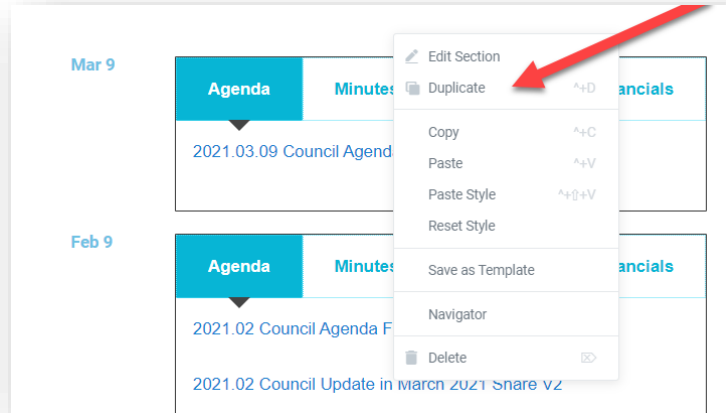 Mar 9
Agenda Minutes ancials
2021.03.09 Council Agend
Edit Section
Duplicate ^+D
Copy ^+C
Paste ^+V
Paste Style ^+⇧+V
Reset Style
Save as Template
Navigator
Delete ⌦
Feb 9
Agenda Minutes ancials
2021.02 Council Agenda F
2021.02 Council Update in March 2021 Share V2